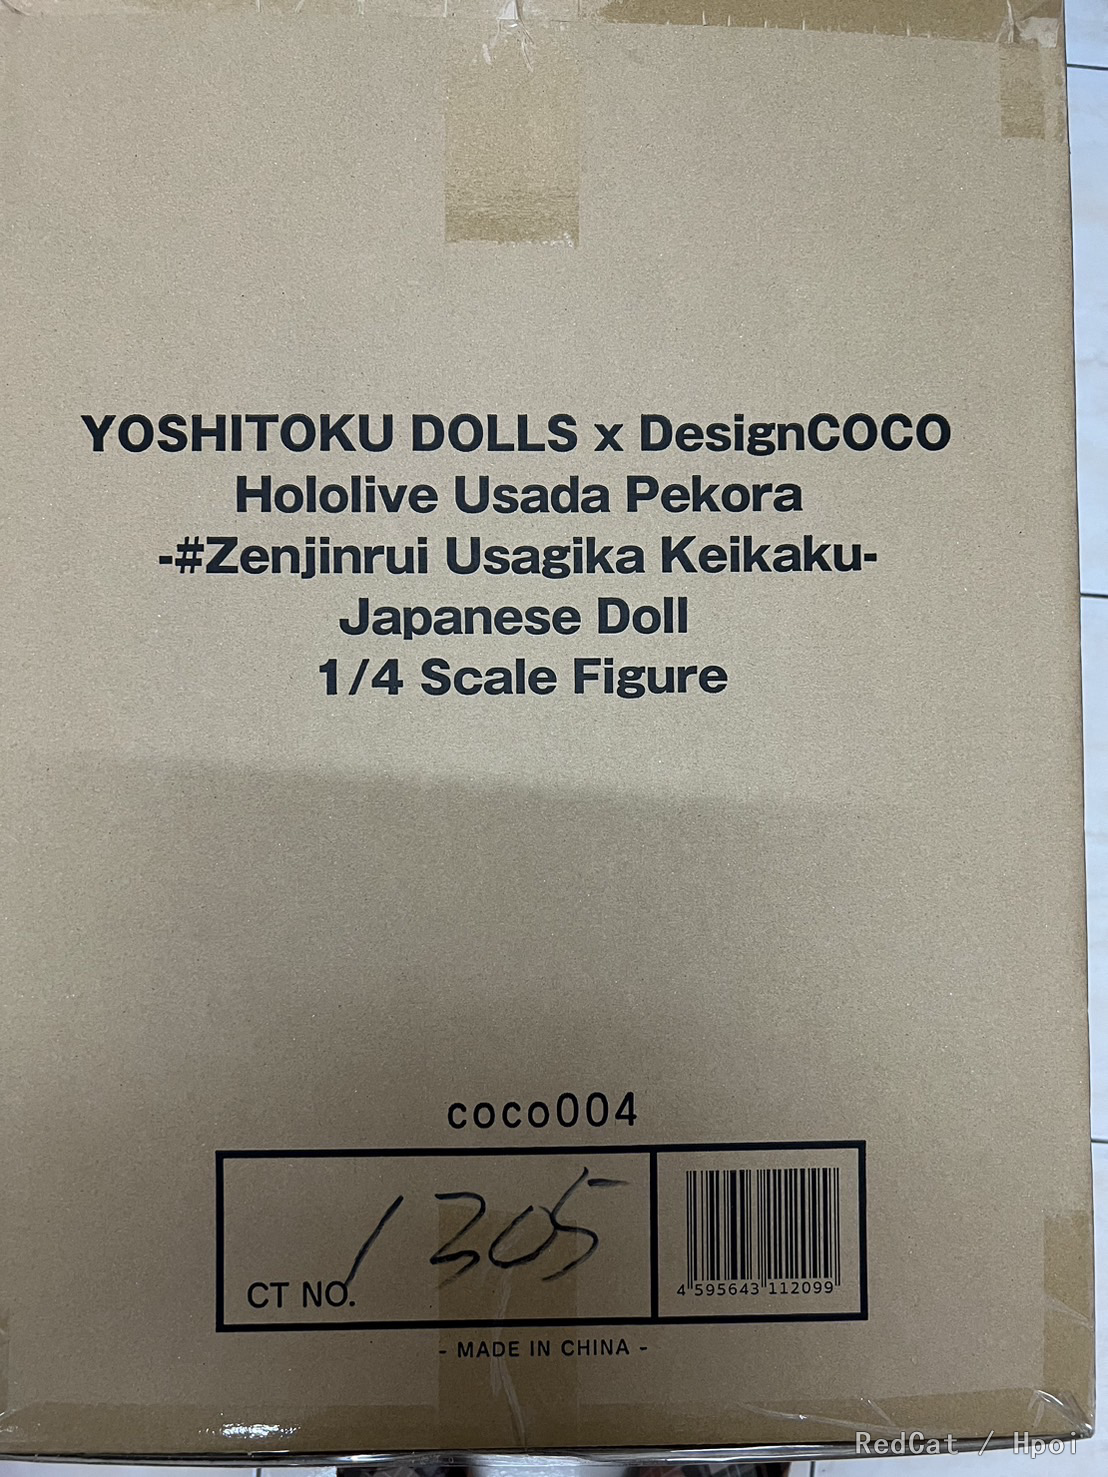 YOSHITOKU DOLLS x DesignCOCO
Hololive Usada Pekora
-#Zenjinrui Usagika Keikaku-
Japanese Doll
1/4 Scale Figure
coco004
CT NO. 1305
4 595643 112099
- MADE IN CHINA -
RedCat / Hpoi